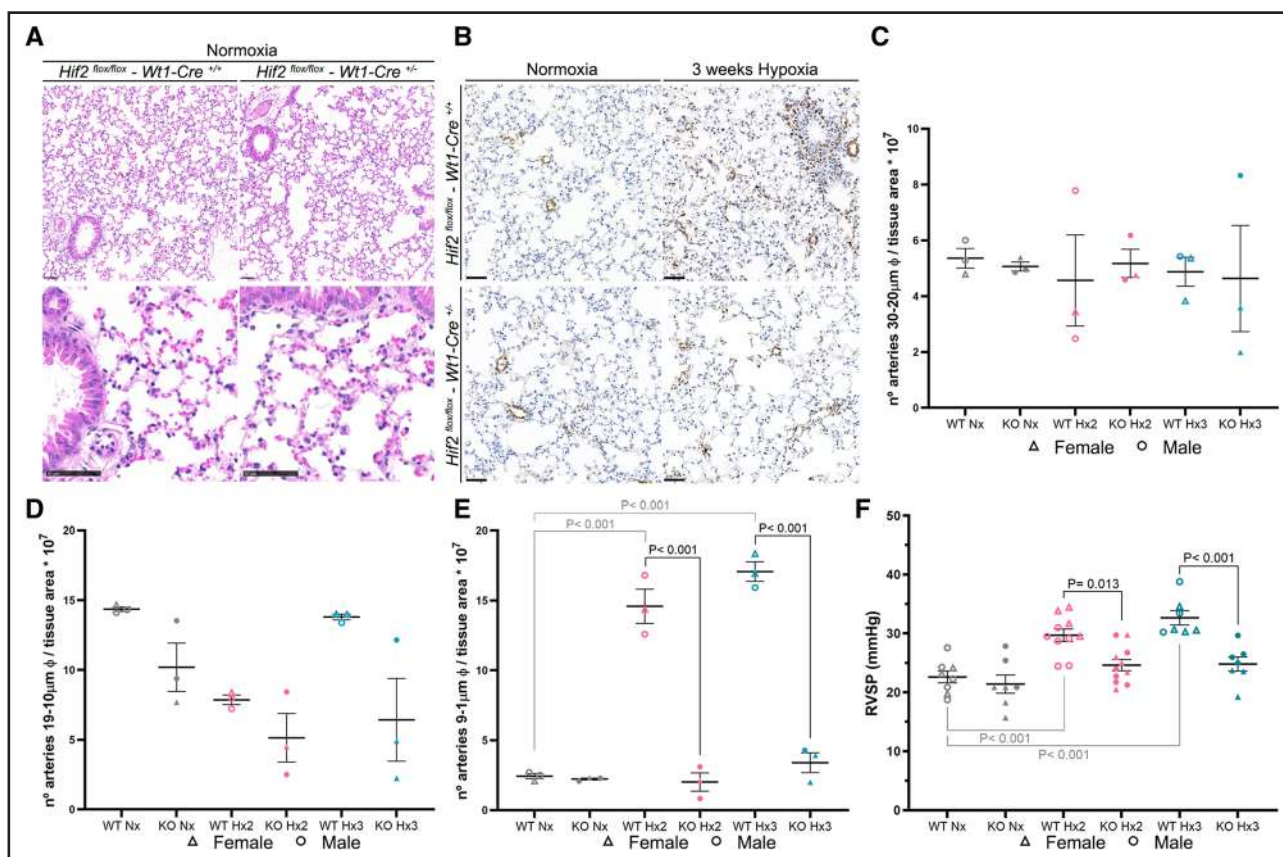 A
Normoxia
Hif2 flox/flox - Wt1-Cre +/+
Hif2 flox/flox - Wt1-Cre +/-
B
Normoxia
3 weeks Hypoxia
Hif2 flox/flox - Wt1-Cre +/+
Hif2 flox/flox - Wt1-Cre +/-
C
nº arteries 30-20μm ϕ / tissue area * 10⁷
10
8
6
4
2
0
WT Nx KO Nx WT Hx2 KO Hx2 WT Hx3 KO Hx3
Female Male
D
nº arteries 19-10μm ϕ / tissue area * 10⁷
20
15
10
5
0
WT Nx KO Nx WT Hx2 KO Hx2 WT Hx3 KO Hx3
Female Male
E
nº arteries 9-1μm ϕ / tissue area * 10⁷
20
15
10
5
0
P< 0.001
P< 0.001
P< 0.001
P< 0.001
WT Nx KO Nx WT Hx2 KO Hx2 WT Hx3 KO Hx3
Female Male
F
RVSP (mmHg)
50
40
30
20
10
0
P< 0.001
P= 0.013
P< 0.001
P< 0.001
WT Nx KO Nx WT Hx2 KO Hx2 WT Hx3 KO Hx3
Female Male